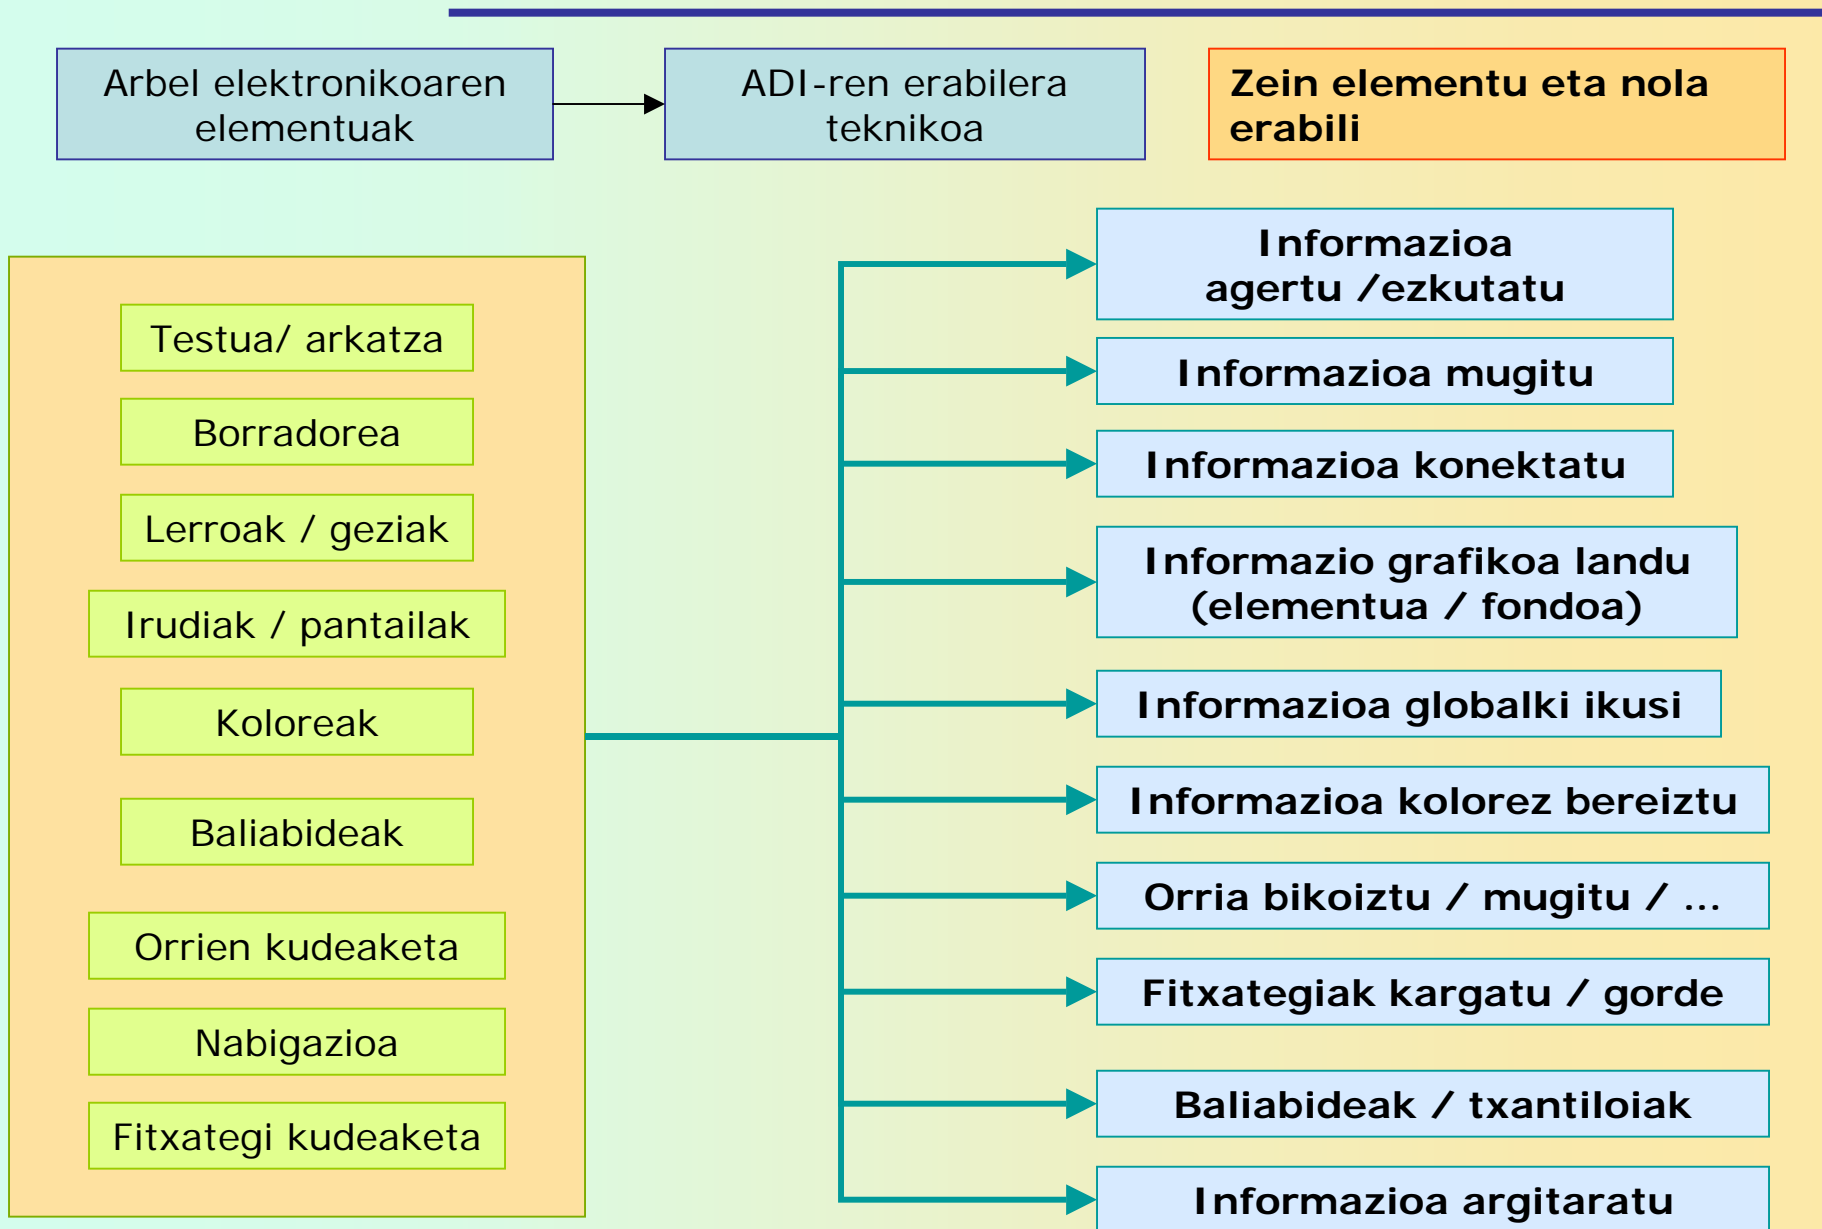 Arbel elektronikoaren
elementuak
ADI-ren erabilera
teknikoa
Zein elementu eta nola
erabili
Testua/ arkatza
Borradorea
Lerroak / geziak
Irudiak / pantailak
Koloreak
Baliabideak
Orrien kudeaketa
Nabigazioa
Fitxategi kudeaketa
Informazioa
agertu /ezkutatu
Informazioa mugitu
Informazioa konektatu
Informazio grafikoa landu
(elementua / fondoa)
Informazioa globalki ikusi
Informazioa kolorez bereiztu
Orria bikoiztu / mugitu / ...
Fitxategiak kargatu / gorde
Baliabideak / txantiloiak
Informazioa argitaratu